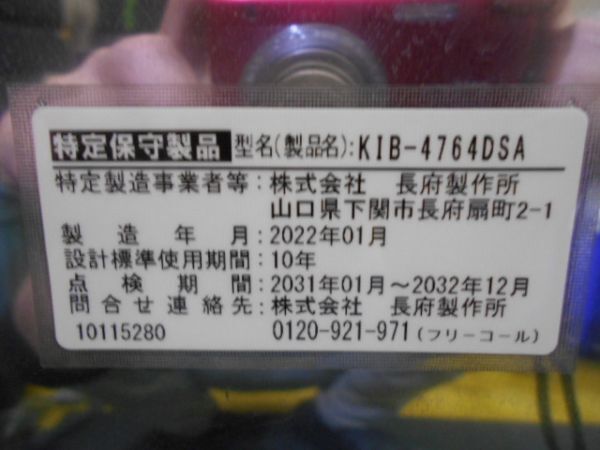 特定保守製品 型名(製品名):KIB-4764DSA
特定製造事業者等:株式会社 長府製作所
山口県下関市長府扇町2-1
製造年月:2022年01月
設計標準使用期間:10年
点検期間:2031年01月～2032年12月
問合せ連絡先:株式会社 長府製作所
10115280 0120-921-971(フリーコール)